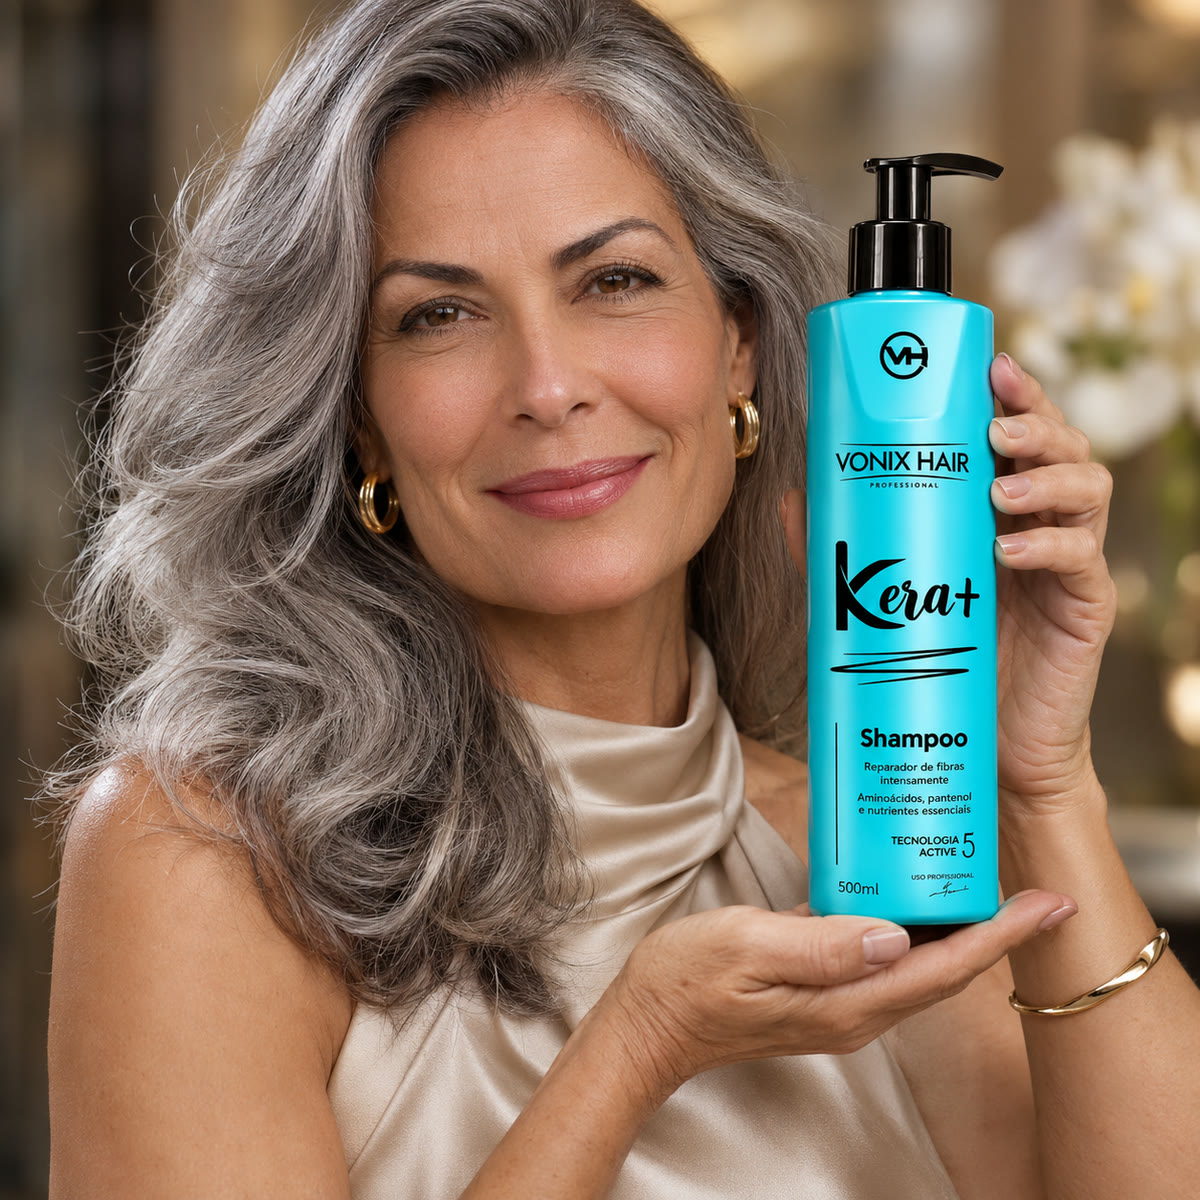 VH
VONIX HAIR
PROFESSIONAL
Kera+
Shampoo
Reparador de fibras
intensamente
Aminoácidos, pantenol
e nutrientes essenciais
TECNOLOGIA
ACTIVE 5
USO PROFISSIONAL
500ml